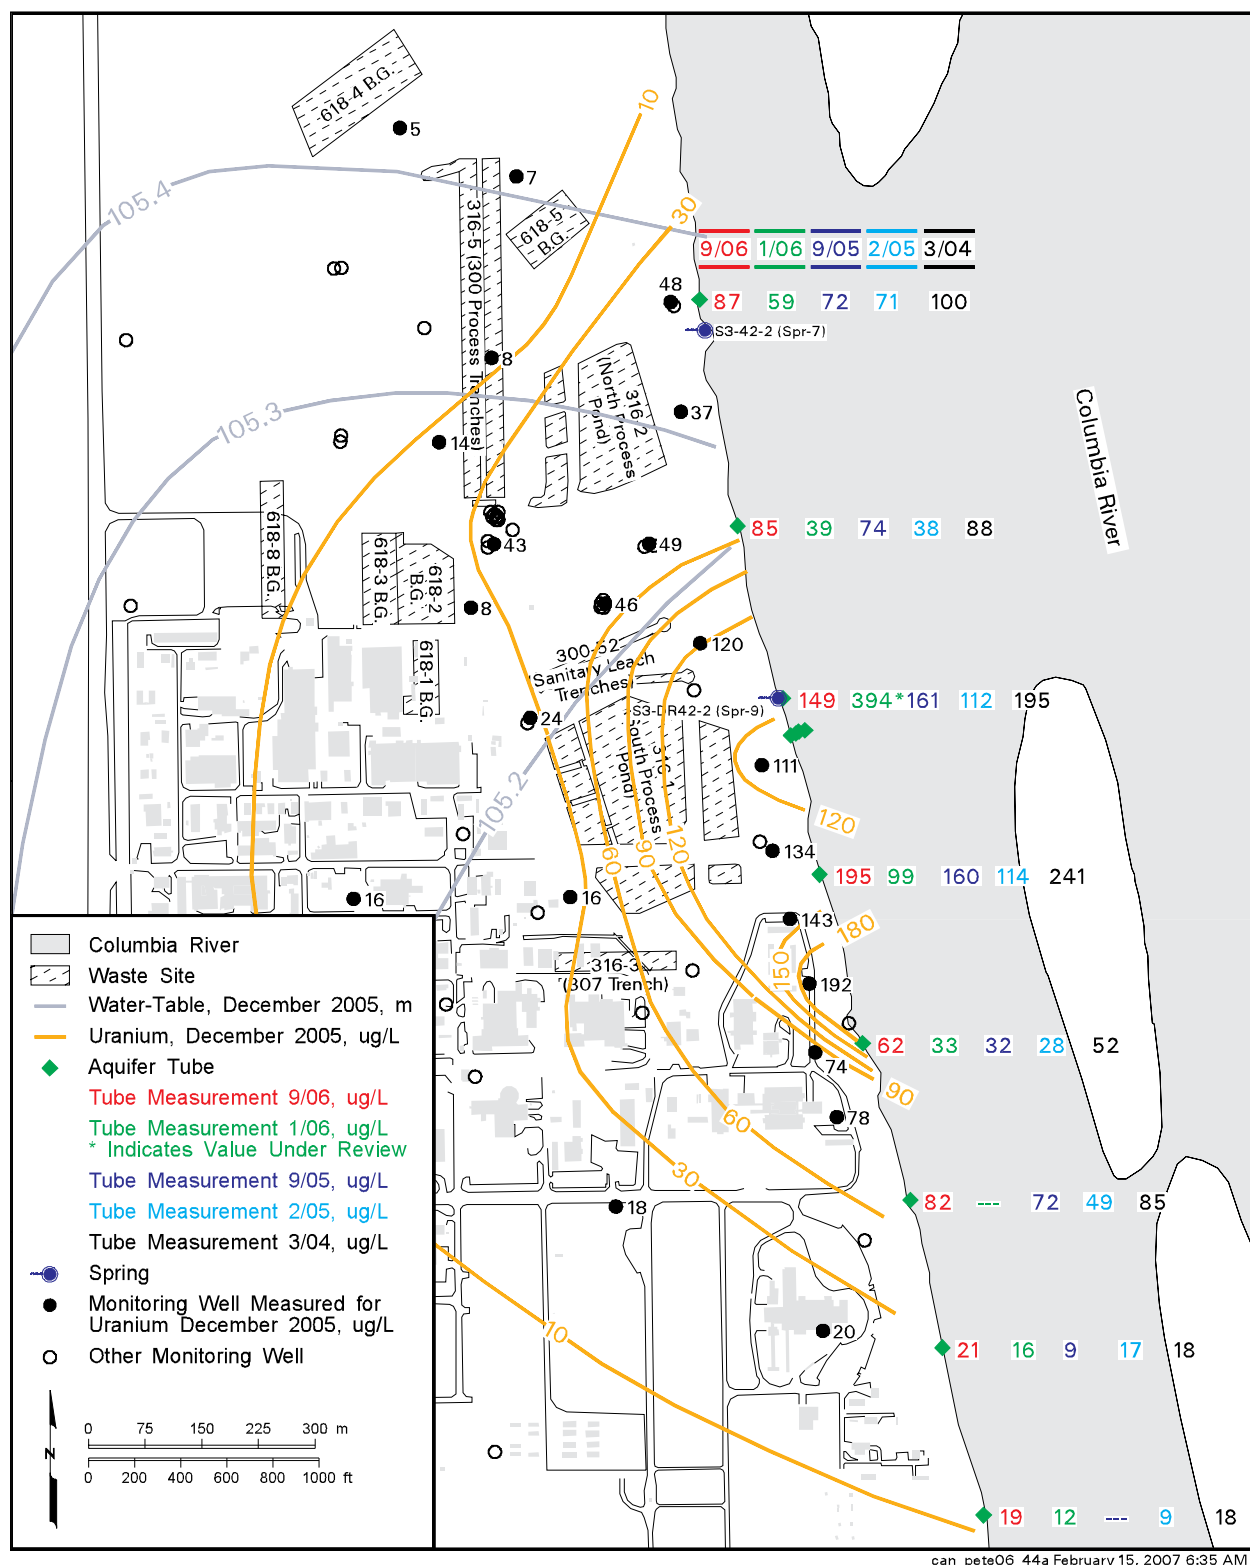 618-4 B.G.
10
5
7
30
105.4
316-5 (300 Process Trenches)
618-5
B.G.
9/06 1/06 9/05 2/05 3/04
48
87 59 72 71 100
S3-42-2 (Spr-7)
8
316-2
(North Process
Pond)
37
105.3
14
Columbia River
85 39 74 38 88
618-8 B.G.
618-3 B.G.
618-2
B.G.
43
49
8
46
120
300-52
(Sanitary Leach
Trenches)
618-1 B.G.
149 394* 161 112 195
S3-DR42-2 (Spr-9)
24
316-1
(South Process
Pond)
111
105.2
120
60
90
120
134
195 99 160 114 241
16
16
143
180
150
316-3
(307 Trench)
192
62 33 32 28 52
74
90
78
60
30
82 --- 72 49 85
18
20
10
21 16 9 17 18
19 12 --- 9 18
Columbia River
Waste Site
Water-Table, December 2005, m
Uranium, December 2005, ug/L
Aquifer Tube
Tube Measurement 9/06, ug/L
Tube Measurement 1/06, ug/L
* Indicates Value Under Review
Tube Measurement 9/05, ug/L
Tube Measurement 2/05, ug/L
Tube Measurement 3/04, ug/L
Spring
Monitoring Well Measured for
Uranium December 2005, ug/L
Other Monitoring Well
N
0 75 150 225 300 m
0 200 400 600 800 1000 ft
can_pete06_44a February 15, 2007 6:35 AM